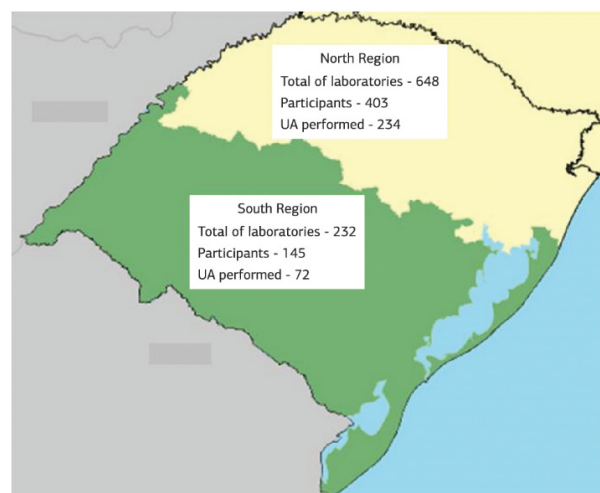 North Region
Total of laboratories - 648
Participants - 403
UA performed - 234
South Region
Total of laboratories - 232
Participants - 145
UA performed - 72